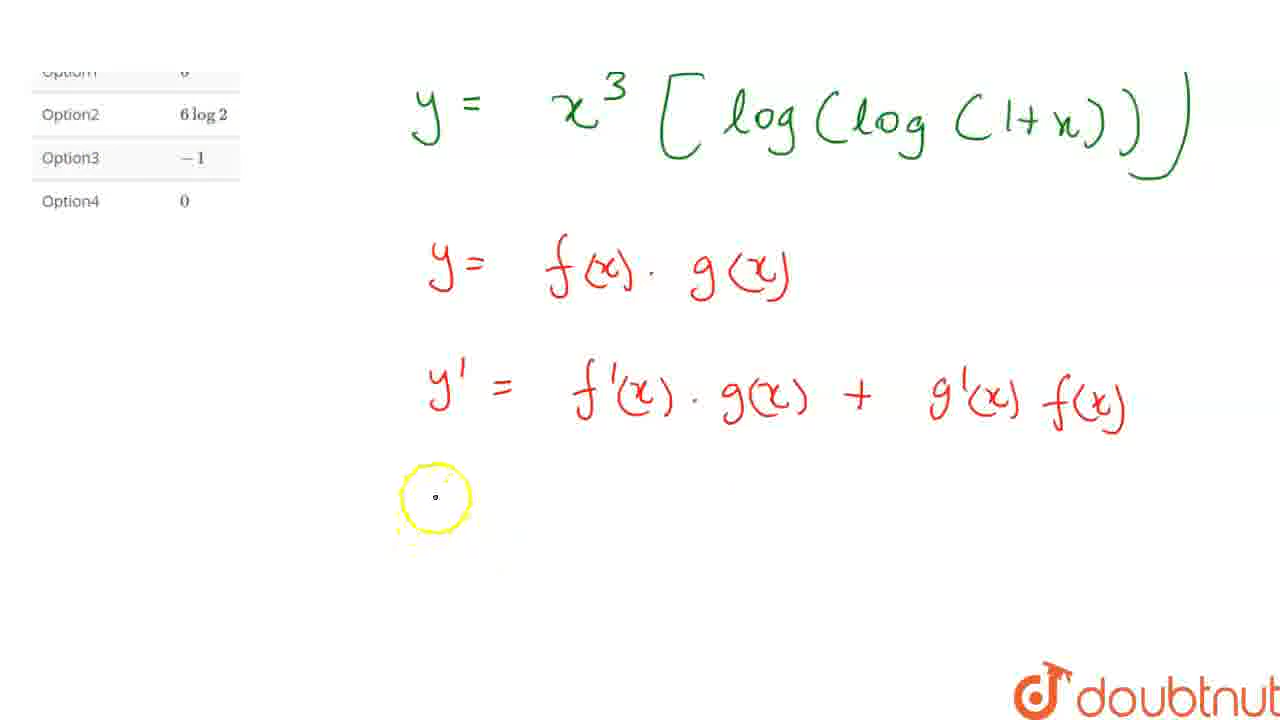 y = x³ [log(log(1+x))]
Option2 6 log 2
Option3 −1
Option4 0
y = f(x) · g(x)
y' = f'(x) · g(x) + g'(x) f(x)
doubtnut